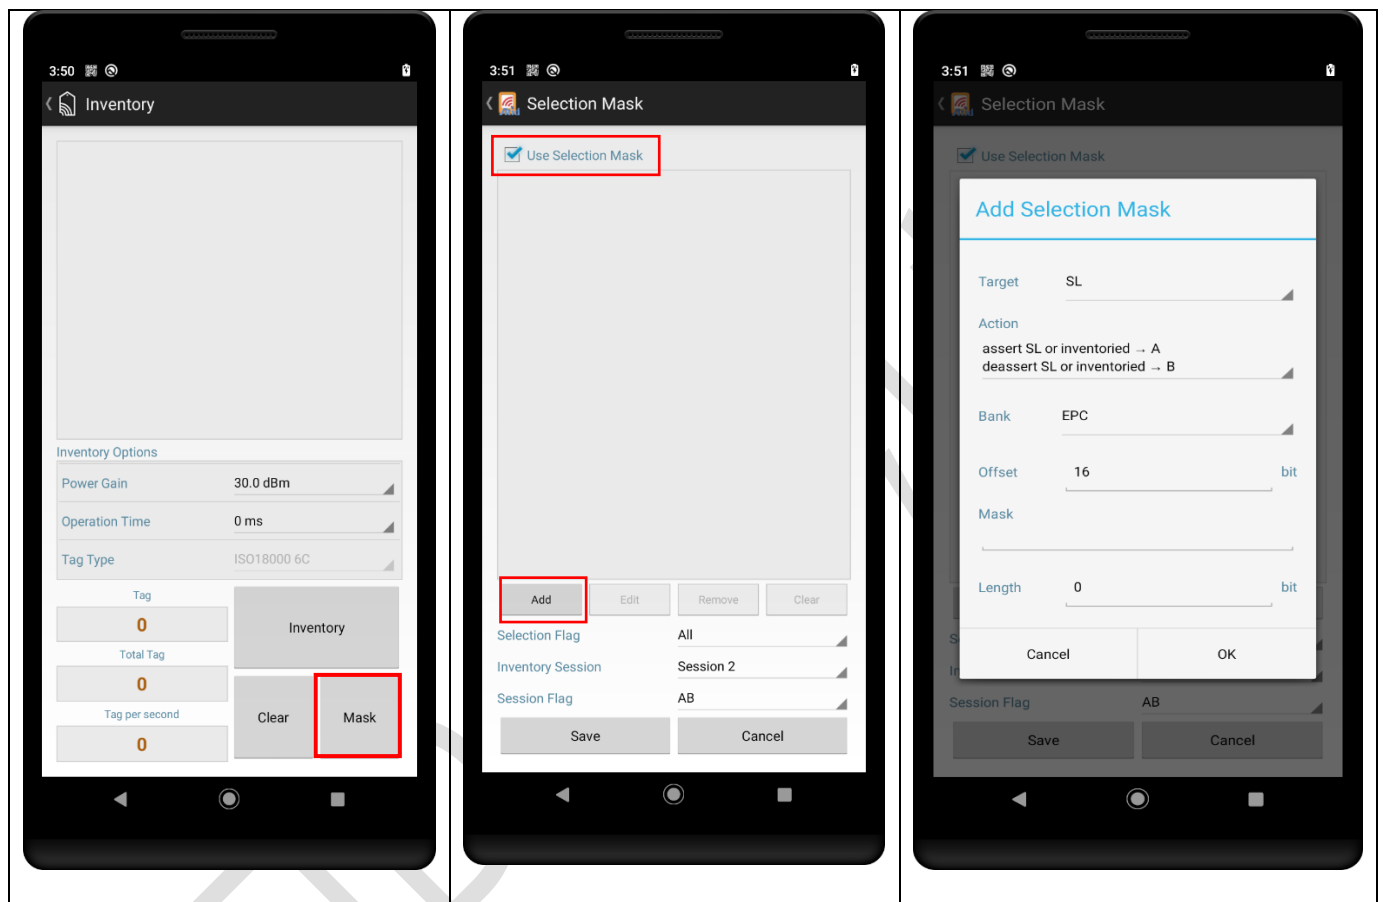 3:50
Inventory
Inventory Options
Power Gain 30.0 dBm
Operation Time 0 ms
Tag Type ISO18000 6C
Tag
0
Total Tag
0
Tag per second
0
Inventory
Clear Mask
3:51
Selection Mask
Use Selection Mask
Add Edit Remove Clear
Selection Flag All
Inventory Session Session 2
Session Flag AB
Save Cancel
3:51
Selection Mask
Use Selection Mask
Add Selection Mask
Target SL
Action
assert SL or inventoried → A
deassert SL or inventoried → B
Bank EPC
Offset 16 bit
Mask
Length 0 bit
Cancel OK
Session Flag AB
Save Cancel